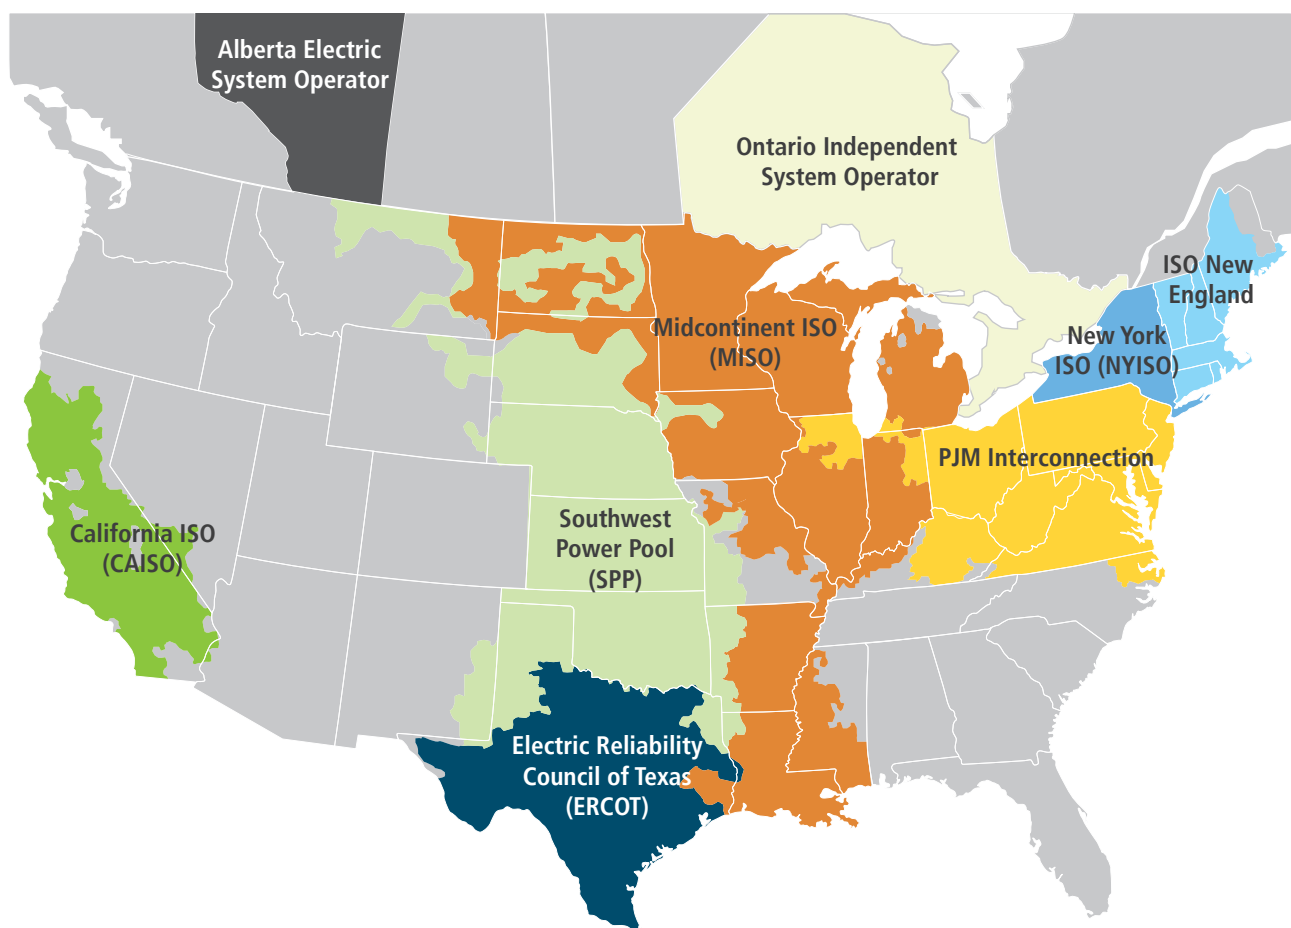 Alberta Electric
System Operator
Ontario Independent
System Operator
ISO New
England
Midcontinent ISO
(MISO)
New York
ISO (NYISO)
PJM Interconnection
California ISO
(CAISO)
Southwest
Power Pool
(SPP)
Electric Reliability
Council of Texas
(ERCOT)